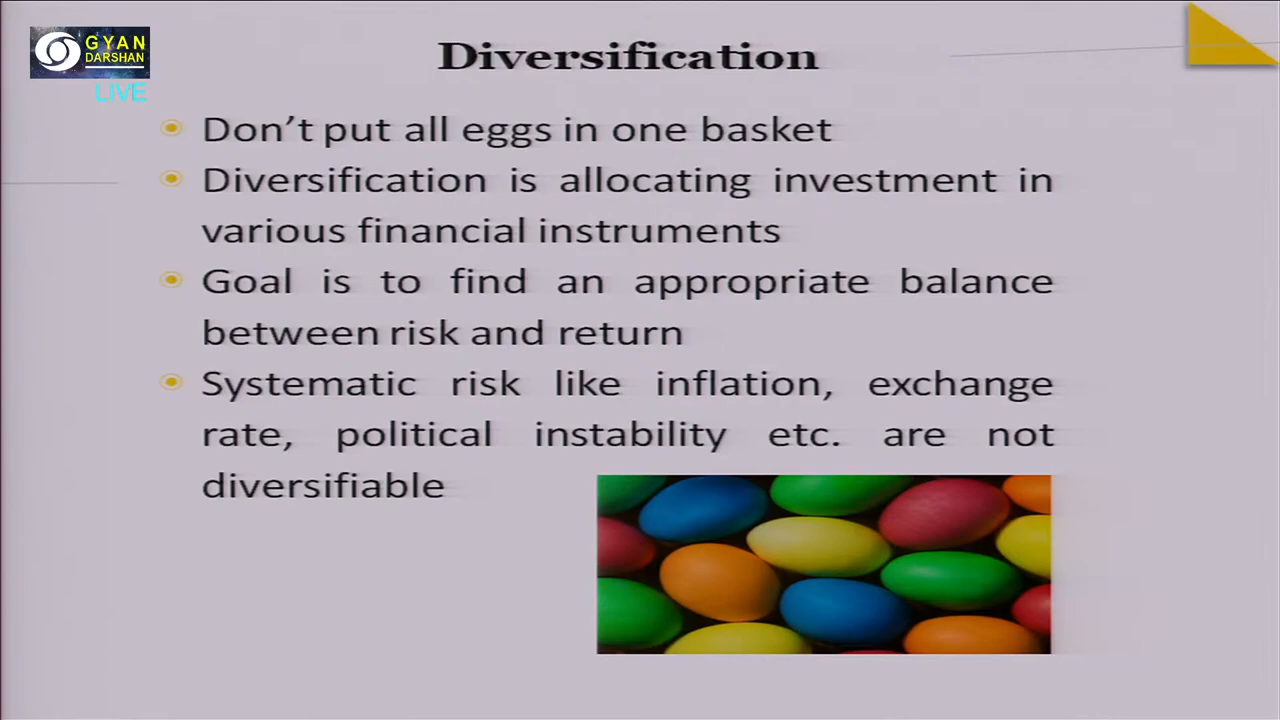 GYAN
DARSHAN
LIVE
Diversification
Don't put all eggs in one basket
Diversification is allocating investment in
various financial instruments
Goal is to find an appropriate balance
between risk and return
Systematic risk like inflation, exchange
rate, political instability etc. are not
diversifiable